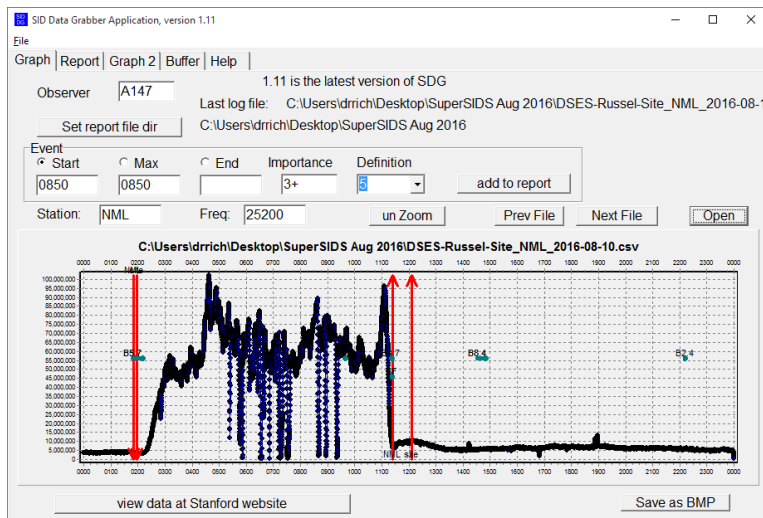 SID DG SID Data Grabber Application, version 1.11
File
Graph Report Graph 2 Buffer Help
1.11 is the latest version of SDG
Observer A147
Last log file: C:\Users\drrich\Desktop\SuperSIDS Aug 2016\DSES-Russel-Site_NML_2016-08-1
Set report file dir C:\Users\drrich\Desktop\SuperSIDS Aug 2016
Event
Start Max End Importance Definition
0850 0850 3+ 5 add to report
Station: NML Freq: 25200 un Zoom Prev File Next File Open
C:\Users\drrich\Desktop\SuperSIDS Aug 2016\DSES-Russel-Site_NML_2016-08-10.csv
0000 0100 0200 0300 0400 0500 0600 0700 0800 0900 1000 1100 1200 1300 1400 1500 1600 1700 1800 1900 2000 2100 2200 2300 0000
100,000,000
95,000,000
90,000,000
85,000,000
80,000,000
75,000,000
70,000,000
65,000,000
60,000,000
B5.7 B8.4 B2.4
55,000,000
50,000,000
45,000,000
40,000,000
35,000,000
30,000,000
25,000,000
20,000,000
15,000,000
10,000,000
5,000,000
NML site
0
0000 0100 0200 0300 0400 0500 0600 0700 0800 0900 1000 1100 1200 1300 1400 1500 1600 1700 1800 1900 2000 2100 2200 2300 0000
view data at Stanford website Save as BMP